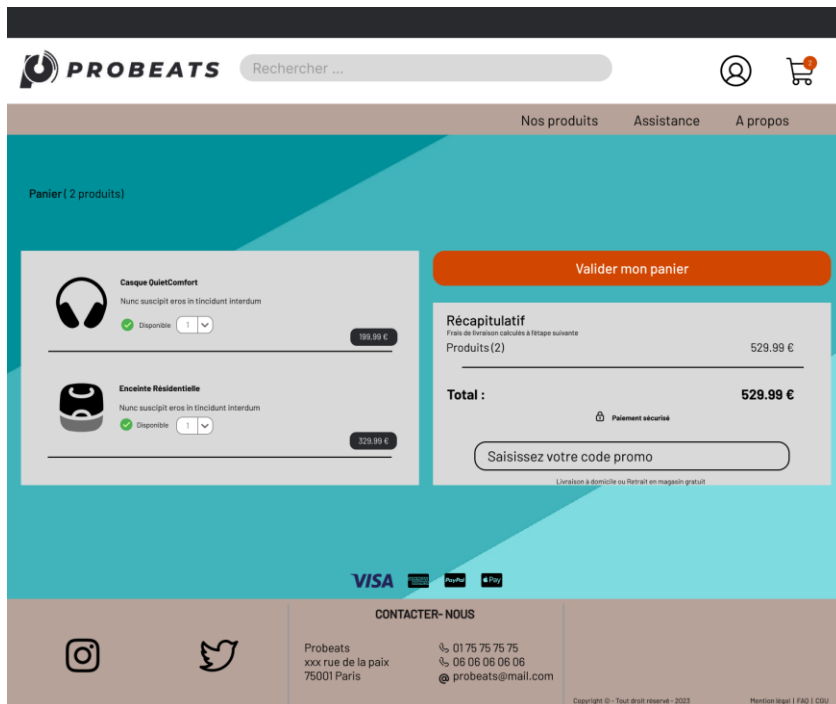 PROBEATS
Rechercher ...
2
Nos produits Assistance A propos
Panier ( 2 produits)
Casque QuietComfort
Nunc suscipit eros in tincidunt interdum
Disponible 1
199.99 €
Enceinte Résidentielle
Nunc suscipit eros in tincidunt interdum
Disponible 1
329.99 €
Valider mon panier
Récapitulatif
Frais de livraison calculés à l'étape suivante
Produits (2) 529.99 €
Total : 529.99 €
Paiement sécurisé
Saisissez votre code promo
Livraison à domicile ou Retrait en magasin gratuit
VISA PayPal Pay
CONTACTER- NOUS
Probeats
xxx rue de la paix
75001 Paris
01 75 75 75 75
06 06 06 06 06
@ probeats@mail.com
Copyright © - Tout droit réservé - 2023
Mention légal | FAQ | CGU